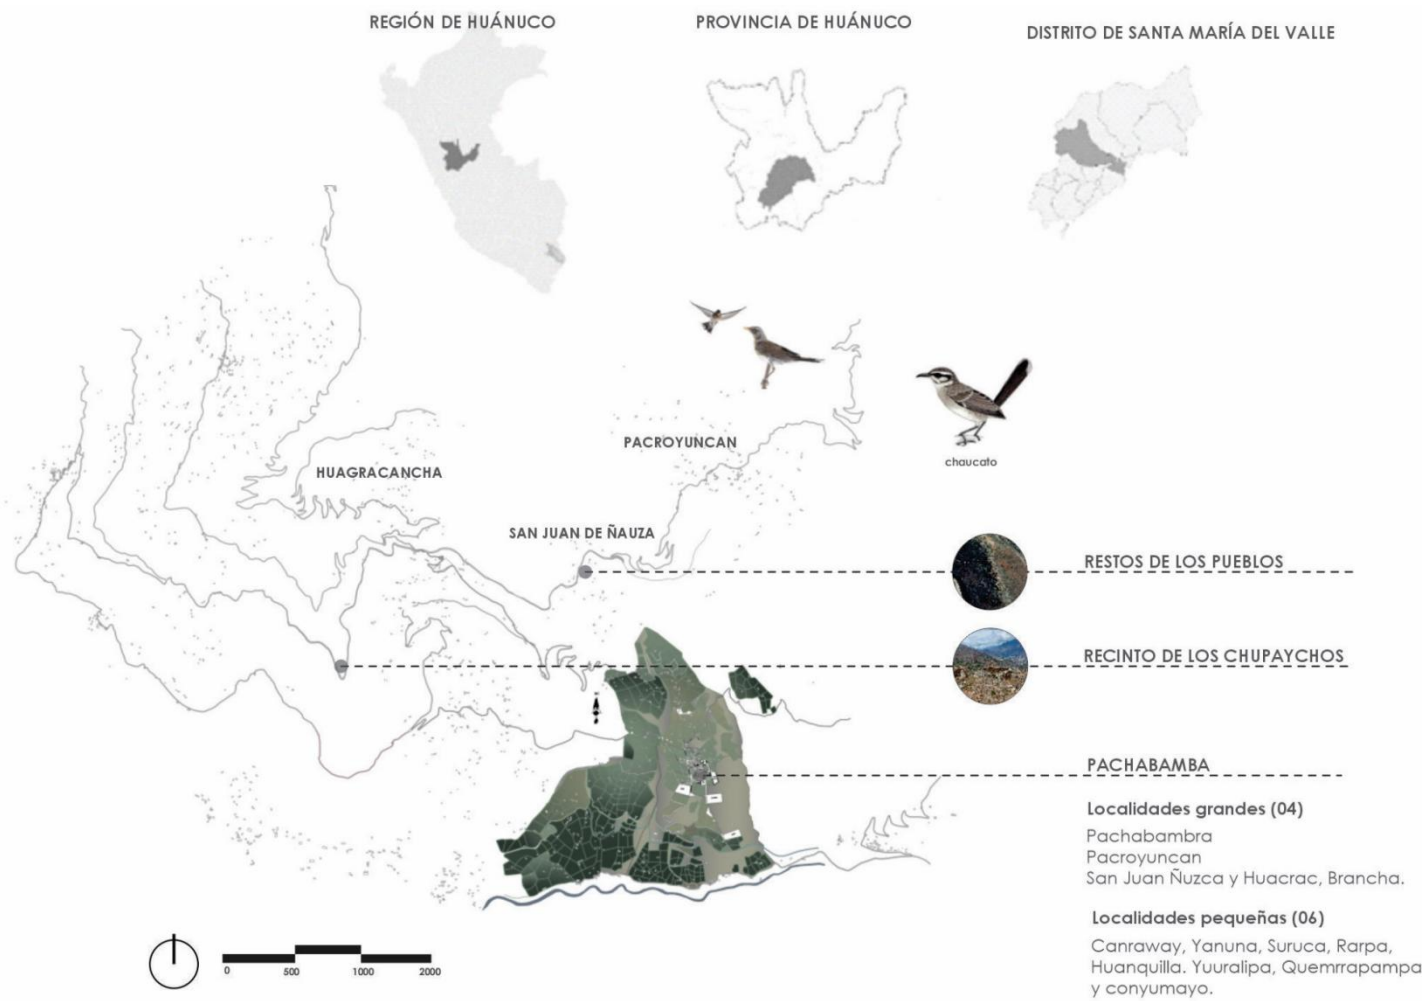 REGIÓN DE HUÁNUCO
PROVINCIA DE HUÁNUCO
DISTRITO DE SANTA MARÍA DEL VALLE
chaucato
PACROYUNCAN
HUAGRACANCHA
SAN JUAN DE ÑAUZA
RESTOS DE LOS PUEBLOS
RECINTO DE LOS CHUPAYCHOS
PACHABAMBA
Localidades grandes (04)
Pachabambra
Pacroyuncan
San Juan Ñuzca y Huacrac, Brancha.
Localidades pequeñas (06)
Canraway, Yanuna, Suruca, Rarpa,
Huanquilla. Yuuralipa, Quemrrapampa
y conyumayo.
0 500 1000 2000